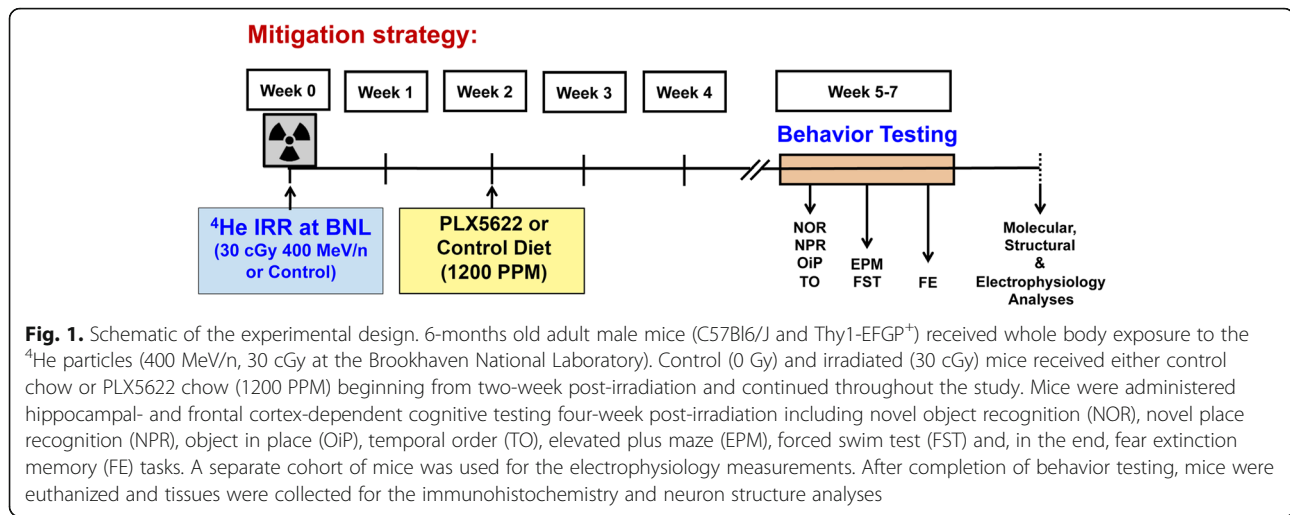 Mitigation strategy:
Week 0
Week 1
Week 2
Week 3
Week 4
Week 5-7
Behavior Testing
⁴He IRR at BNL
(30 cGy 400 MeV/n
or Control)
PLX5622 or
Control Diet
(1200 PPM)
NOR
NPR
OiP
TO
EPM
FST
FE
Molecular,
Structural
&
Electrophysiology
Analyses
Fig. 1. Schematic of the experimental design. 6-months old adult male mice (C57Bl6/J and Thy1-EFGP⁺) received whole body exposure to the
⁴He particles (400 MeV/n, 30 cGy at the Brookhaven National Laboratory). Control (0 Gy) and irradiated (30 cGy) mice received either control
chow or PLX5622 chow (1200 PPM) beginning from two-week post-irradiation and continued throughout the study. Mice were administered
hippocampal- and frontal cortex-dependent cognitive testing four-week post-irradiation including novel object recognition (NOR), novel place
recognition (NPR), object in place (OiP), temporal order (TO), elevated plus maze (EPM), forced swim test (FST) and, in the end, fear extinction
memory (FE) tasks. A separate cohort of mice was used for the electrophysiology measurements. After completion of behavior testing, mice were
euthanized and tissues were collected for the immunohistochemistry and neuron structure analyses